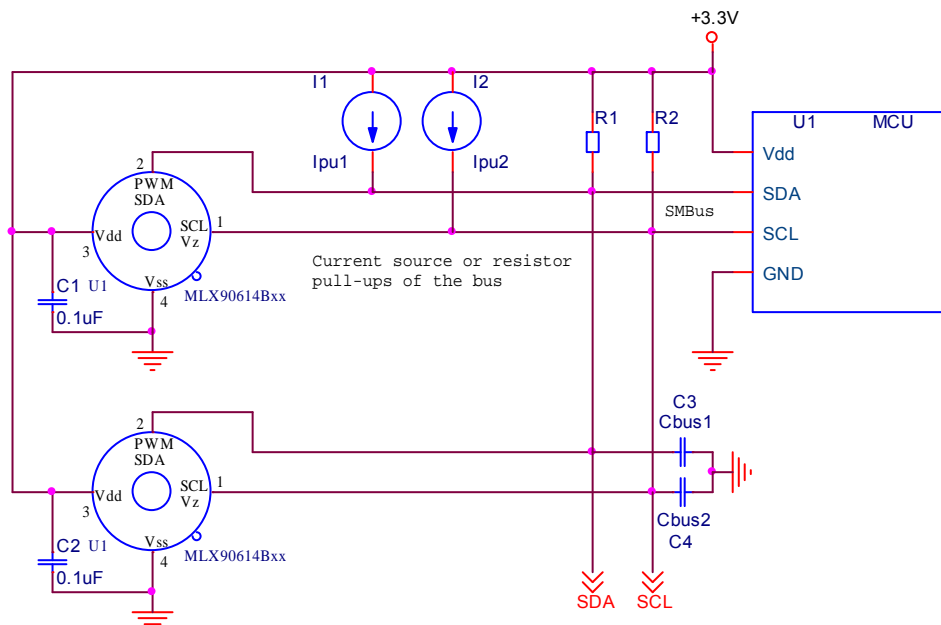 +3.3V
I1
I2
R1
R2
U1 MCU
Vdd
SDA
SCL
GND
Ipu1
Ipu2
SMBus
2
PWM
SDA
SCL
Vz
1
Vdd
3
Vss
4
C1
U1
0.1uF
MLX90614Bxx
Current source or resistor
pull-ups of the bus
2
PWM
SDA
SCL
Vz
1
Vdd
3
Vss
4
C2
U1
0.1uF
MLX90614Bxx
C3
Cbus1
Cbus2
C4
SDA
SCL